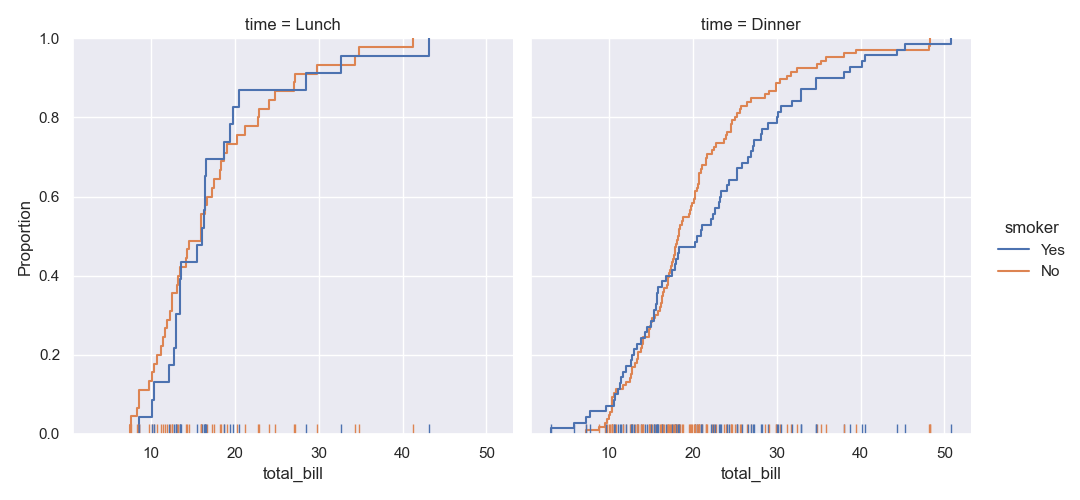 time = Lunch
time = Dinner
1.0
0.8
0.6
0.4
0.2
0.0
Proportion
10 20 30 40 50
total_bill
10 20 30 40 50
total_bill
smoker
Yes
No